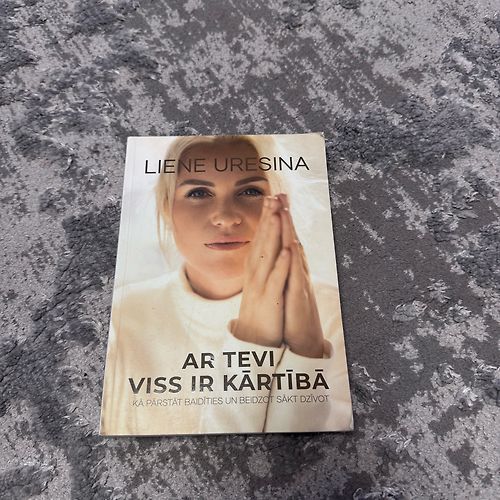 LIENE URESINA
AR TEVI
VISS IR KĀRTĪBĀ
KĀ PĀRSTĀT BAIDĪTIES UN BEIDZOT SĀKT DZĪVOT